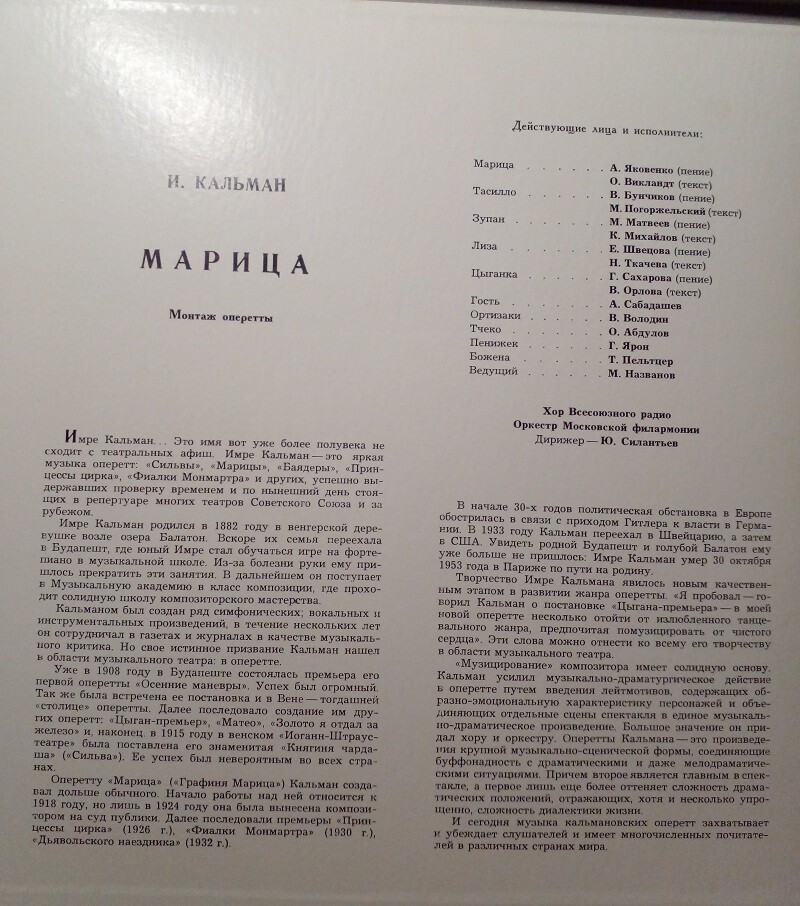 И. КАЛЬМАН
МАРИЦА
Монтаж оперетты
Имре Кальман... Это имя вот уже более полувека не
сходит с театральных афиш. Имре Кальман — это яркая
музыка оперетт: «Сильвы», «Марицы», «Баядеры», «Прин-
цессы цирка», «Фиалки Монмартра» и других, успешно вы-
державших проверку временем и по нынешний день стоя-
щих в репертуаре многих театров Советского Союза и за
рубежом.
Имре Кальман родился в 1882 году в венгерской дере-
вушке возле озера Балатон. Вскоре их семья переехала
в Будапешт, где юный Имре стал обучаться игре на форте-
пиано в музыкальной школе. Из-за болезни руки ему при-
шлось прекратить эти занятия. В дальнейшем он поступает
в Музыкальную академию в класс композиции, где прохо-
дит солидную школу композиторского мастерства.
Кальманом был создан ряд симфонических, вокальных и
инструментальных произведений, в течение нескольких лет
он сотрудничал в газетах и журналах в качестве музыкаль-
ного критика. Но свое истинное призвание Кальман нашел
в области музыкального театра: в оперетте.
Уже в 1908 году в Будапеште состоялась премьера его
первой оперетты «Осенние маневры». Успех был огромный.
Так же была встречена ее постановка и в Вене — тогдашней
«столице» оперетты. Далее последовало создание им дру-
гих оперетт: «Цыган-премьер», «Матео», «Золото я отдал за
железо» и, наконец, в 1915 году в венском «Иоганн-Штраус-
театре» была поставлена его знаменитая «Княгиня чарда-
ша» («Сильва»). Ее успех был невероятным во всех стра-
нах.
Оперетту «Марица» («Графиня Марица») Кальман созда-
вал дольше обычного. Начало работы над ней относится к
1918 году, но лишь в 1924 году она была вынесена компози-
тором на суд публики. Далее последовали премьеры «Прин-
цессы цирка» (1926 г.), «Фиалки Монмартра» (1930 г.),
«Дьявольского наездника» (1932 г.).
Действующие лица и исполнители:
Марица . . . . . . А. Яковенко (пение)
О. Викландт (текст)
Тасилло . . . . . . В. Бунчиков (пение)
М. Погоржельский (текст)
Зупан . . . . . . М. Матвеев (пение)
К. Михайлов (текст)
Лиза . . . . . . Е. Швецова (пение)
Н. Ткачева (текст)
Цыганка . . . . . . Г. Сахарова (пение)
В. Орлова (текст)
Гость . . . . . . А. Сабадашев
Ортизаки . . . . . . В. Володин
Тчеко . . . . . . О. Абдулов
Пенижек . . . . . . Г. Ярон
Божена . . . . . . Т. Пельтцер
Ведущий . . . . . . М. Названов
Хор Всесоюзного радио
Оркестр Московской филармонии
Дирижер — Ю. Силантьев
В начале 30-х годов политическая обстановка в Европе
обострилась в связи с приходом Гитлера к власти в Герма-
нии. В 1933 году Кальман переехал в Швейцарию, а затем
в США. Увидеть родной Будапешт и голубой Балатон ему
уже больше не пришлось: Имре Кальман умер 30 октября
1953 года в Париже по пути на родину.
Творчество Имре Кальмана явилось новым качествен-
ным этапом в развитии жанра оперетты. «Я пробовал — го-
ворил Кальман о постановке «Цыгана-премьера» — в моей
новой оперетте несколько отойти от излюбленного танце-
вального жанра, предпочитая помузицировать от чистого
сердца». Эти слова можно отнести ко всему его творчеству
в области музыкального театра.
«Музицирование» композитора имеет солидную основу.
Кальман усилил музыкально-драматургическое действие
в оперетте путем введения лейтмотивов, содержащих об-
разно-эмоциональную характеристику персонажей и объе-
диняющих отдельные сцены спектакля в единое музыкаль-
но-драматическое произведение. Большое значение он при-
дал хору и оркестру. Оперетты Кальмана — это произведе-
ния крупной музыкально-сценической формы, соединяющие
буффонадность с драматическими и даже мелодраматиче-
скими ситуациями. Причем второе является главным в спек-
такле, а первое лишь еще более оттеняет сложность драма-
тических положений, отражающих, хотя и несколько упро-
щенно, сложность диалектики жизни.
И сегодня музыка кальмановских оперетт захватывает
и убеждает слушателей и имеет многочисленных почитате-
лей в различных странах мира.